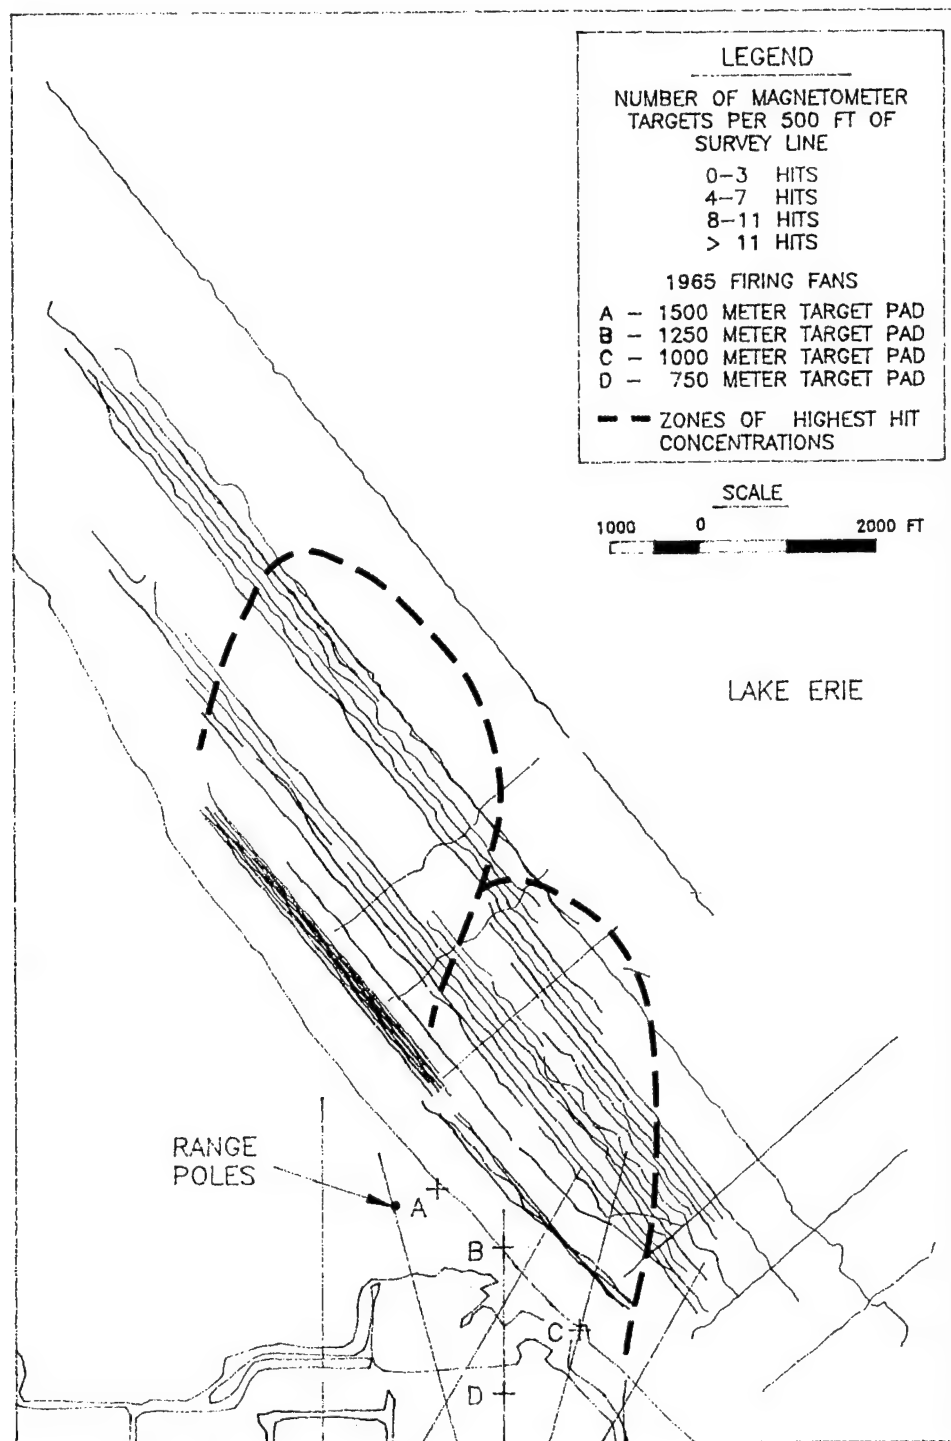 LEGEND
NUMBER OF MAGNETOMETER
TARGETS PER 500 FT OF
SURVEY LINE
0-3 HITS
4-7 HITS
8-11 HITS
> 11 HITS
1965 FIRING FANS
A - 1500 METER TARGET PAD
B - 1250 METER TARGET PAD
C - 1000 METER TARGET PAD
D - 750 METER TARGET PAD
ZONES OF HIGHEST HIT
CONCENTRATIONS
SCALE
1000 0 2000 FT
LAKE ERIE
RANGE
POLES
A
B
C
D